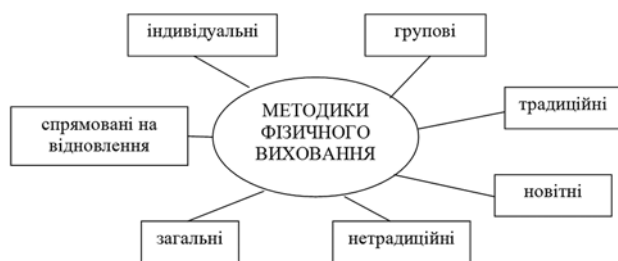 індивідуальні
групові
МЕТОДИКИ
ФІЗИЧНОГО
ВИХОВАННЯ
традиційні
спрямовані на
відновлення
новітні
загальні
нетрадиційні